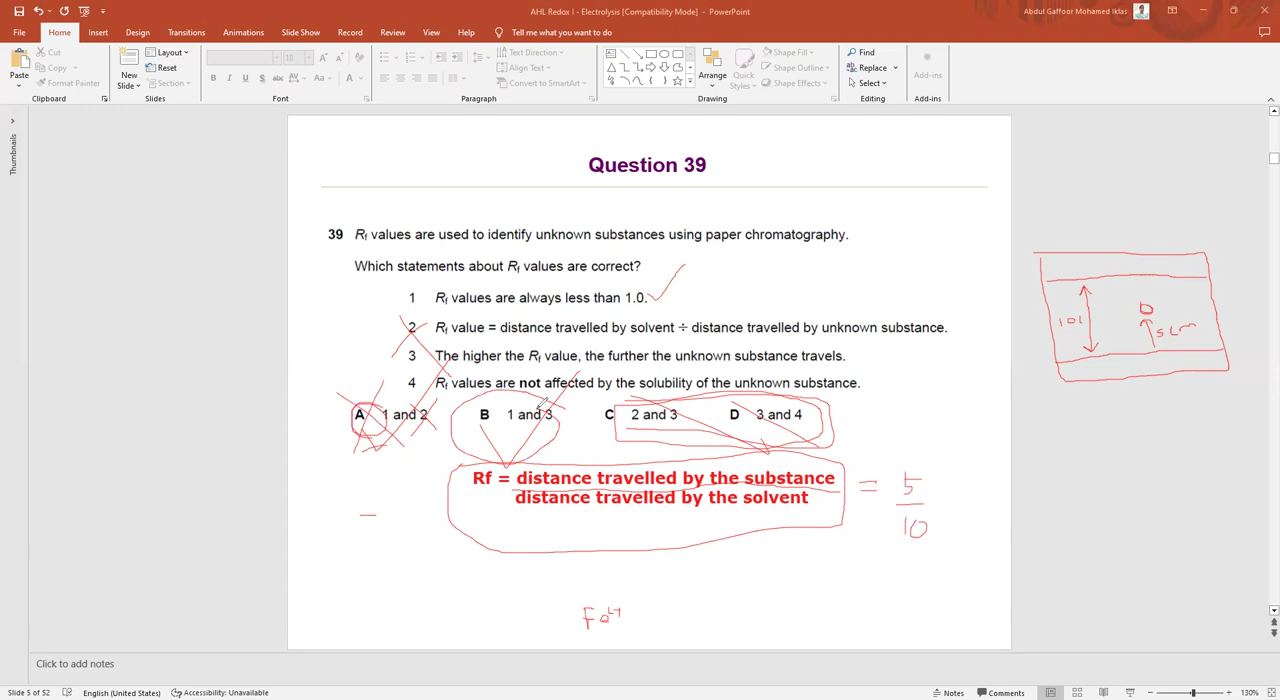 AHL Redox I - Electrolysis [Compatibility Mode] - PowerPoint
Abdul Gaffoor Mohamed Iklas
File Home Insert Design Transitions Animations Slide Show Record Review View Help Tell me what you want to do
Paste
Cut
Copy
Format Painter
Clipboard
New Slide
Layout
Reset
Section
Slides
18
B I U S abc AV Aa A
Font
Text Direction
Align Text
Convert to SmartArt
Paragraph
Arrange
Quick Styles
Shape Fill
Shape Outline
Shape Effects
Drawing
Find
Replace
Select
Editing
Add-ins
Add-ins
Thumbnails
Question 39
39 Rf values are used to identify unknown substances using paper chromatography.
Which statements about Rf values are correct?
1 Rf values are always less than 1.0.
2 Rf value = distance travelled by solvent ÷ distance travelled by unknown substance.
3 The higher the Rf value, the further the unknown substance travels.
4 Rf values are not affected by the solubility of the unknown substance.
A 1 and 2 B 1 and 3 C 2 and 3 D 3 and 4
Rf = distance travelled by the substance
distance travelled by the solvent
= 5
10
5 cm
Click to add notes
Slide 5 of 52 English (United States) Accessibility: Unavailable Notes Comments 130%